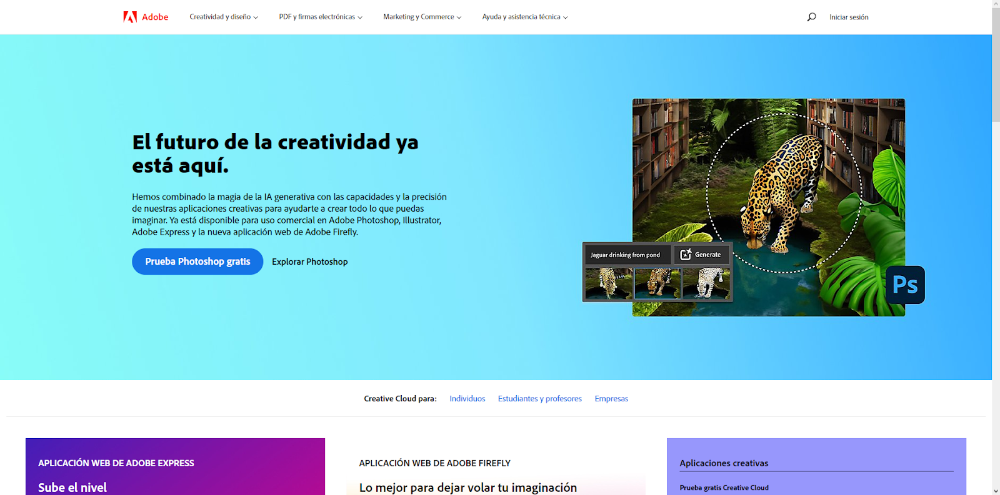 Adobe
Creatividad y diseño
PDF y firmas electrónicas
Marketing y Commerce
Ayuda y asistencia técnica
Iniciar sesión
El futuro de la creatividad ya
está aquí.
Hemos combinado la magia de la IA generativa con las capacidades y la precisión
de nuestras aplicaciones creativas para ayudarte a crear todo lo que puedas
imaginar. Ya está disponible para uso comercial en Adobe Photoshop, Illustrator,
Adobe Express y la nueva aplicación web de Adobe Firefly.
Prueba Photoshop gratis
Explorar Photoshop
Jaguar drinking from pond
Generate
Ps
Creative Cloud para:
Individuos
Estudiantes y profesores
Empresas
APLICACIÓN WEB DE ADOBE EXPRESS
Sube el nivel
APLICACIÓN WEB DE ADOBE FIREFLY
Lo mejor para dejar volar tu imaginación
Aplicaciones creativas
Prueba gratis Creative Cloud